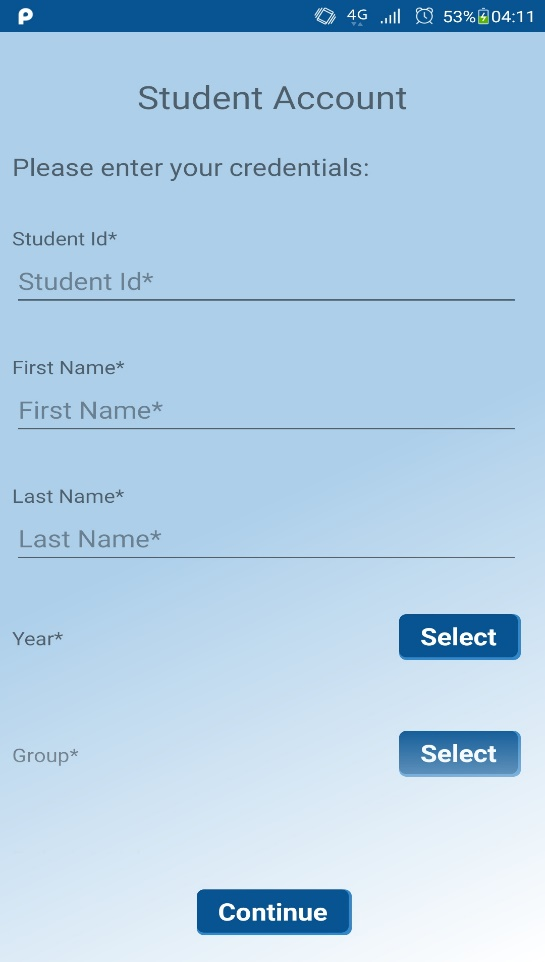 4G 53% 04:11
Student Account
Please enter your credentials:
Student Id*
Student Id*
First Name*
First Name*
Last Name*
Last Name*
Year* Select
Group* Select
Continue